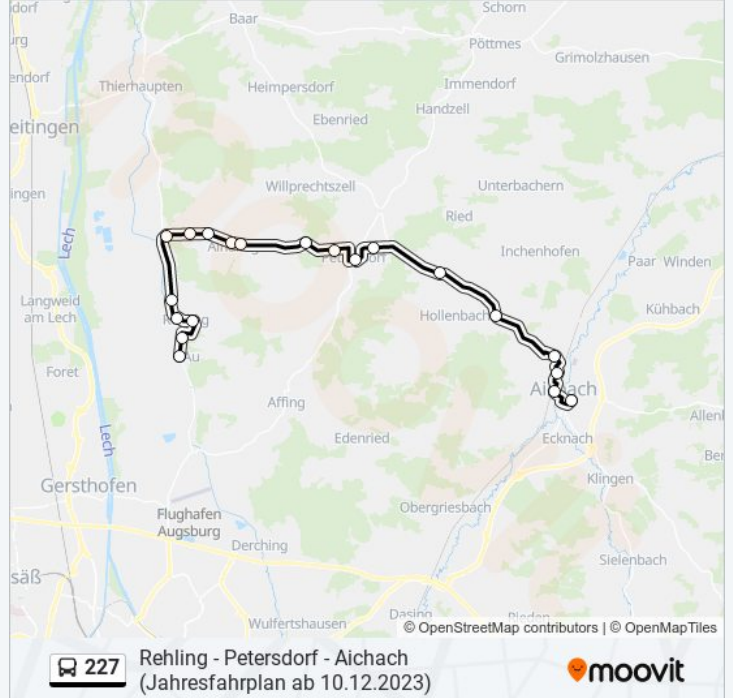 dorf
Schorn
Baar
urg
Pöttmes
Grimolzhausen
endorf
Thierhaupten
Heimpersdorf
Immendorf
Handzell
eitingen
Ebenried
ingen
Willprechtszell
Unterbachern
Ried
Lech
Inchenhofen
Paar
Winden
Langweid
am Lech
Kühbach
Hollenbach
Au
Foret
Affing
Aichach
Allenl
Lech
Edenried
Ecknach
Ber
Gersthofen
Klingen
Obergriesbach
Flughafen
Augsburg
Derching
Sielenbach
säß
Wulfertshausen
Dasing
© OpenStreetMap contributors | © OpenMapTiles
227
Rehling - Petersdorf - Aichach
(Jahresfahrplan ab 10.12.2023)
moovit